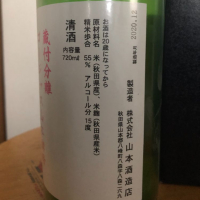 清酒
内容量
720ml
お酒は20歳になってから
原材料名 米(秋田県産)、米麹(秋田県産米)
精米歩合 55% アルコール分 15度
製造者 株式会社 山本酒造店
秋田県山本郡八峰町八森字八森二六九